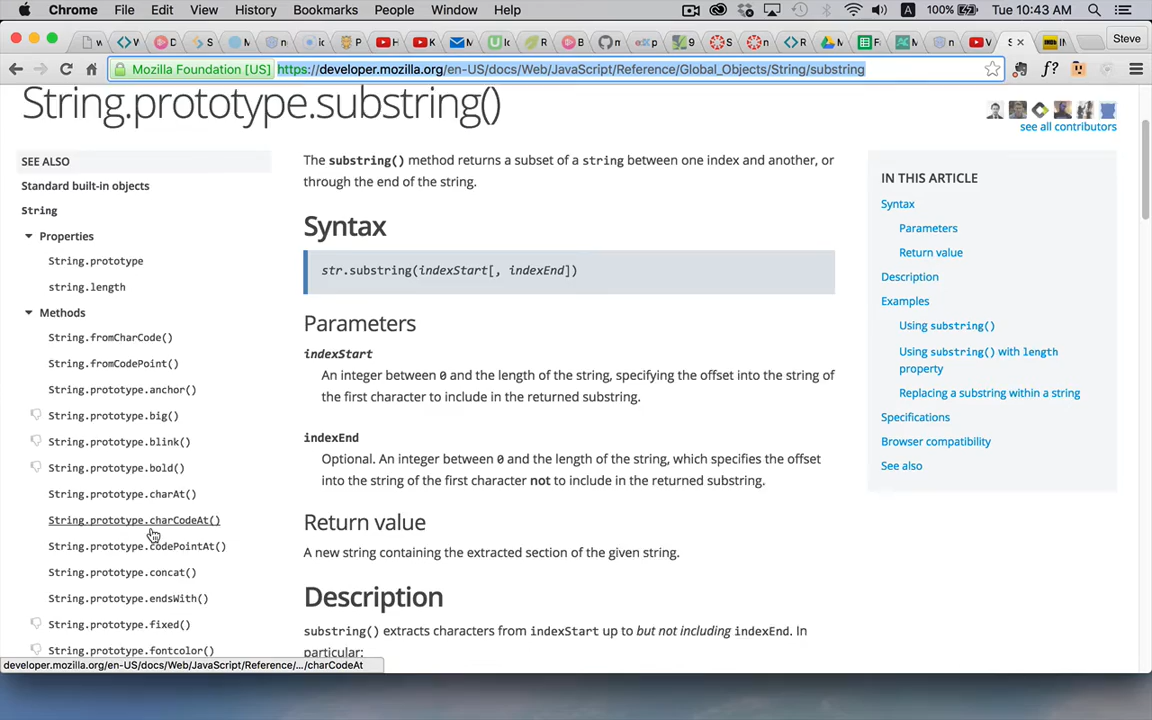 Chrome File Edit View History Bookmarks People Window Help 100% Tue 10:43 AM
Steve
Mozilla Foundation [US] https://developer.mozilla.org/en-US/docs/Web/JavaScript/Reference/Global_Objects/String/substring
String.prototype.substring()
see all contributors
SEE ALSO
Standard built-in objects
String
Properties
String.prototype
string.length
Methods
String.fromCharCode()
String.fromCodePoint()
String.prototype.anchor()
String.prototype.big()
String.prototype.blink()
String.prototype.bold()
String.prototype.charAt()
String.prototype.charCodeAt()
String.prototype.codePointAt()
String.prototype.concat()
String.prototype.endsWith()
String.prototype.fixed()
String.prototype.fontcolor()
The substring() method returns a subset of a string between one index and another, or
through the end of the string.
Syntax
str.substring(indexStart[, indexEnd])
Parameters
indexStart
An integer between 0 and the length of the string, specifying the offset into the string of
the first character to include in the returned substring.
indexEnd
Optional. An integer between 0 and the length of the string, which specifies the offset
into the string of the first character not to include in the returned substring.
Return value
A new string containing the extracted section of the given string.
Description
substring() extracts characters from indexStart up to but not including indexEnd. In
particular:
IN THIS ARTICLE
Syntax
Parameters
Return value
Description
Examples
Using substring()
Using substring() with length
property
Replacing a substring within a string
Specifications
Browser compatibility
See also
developer.mozilla.org/en-US/docs/Web/JavaScript/Reference/.../charCodeAt